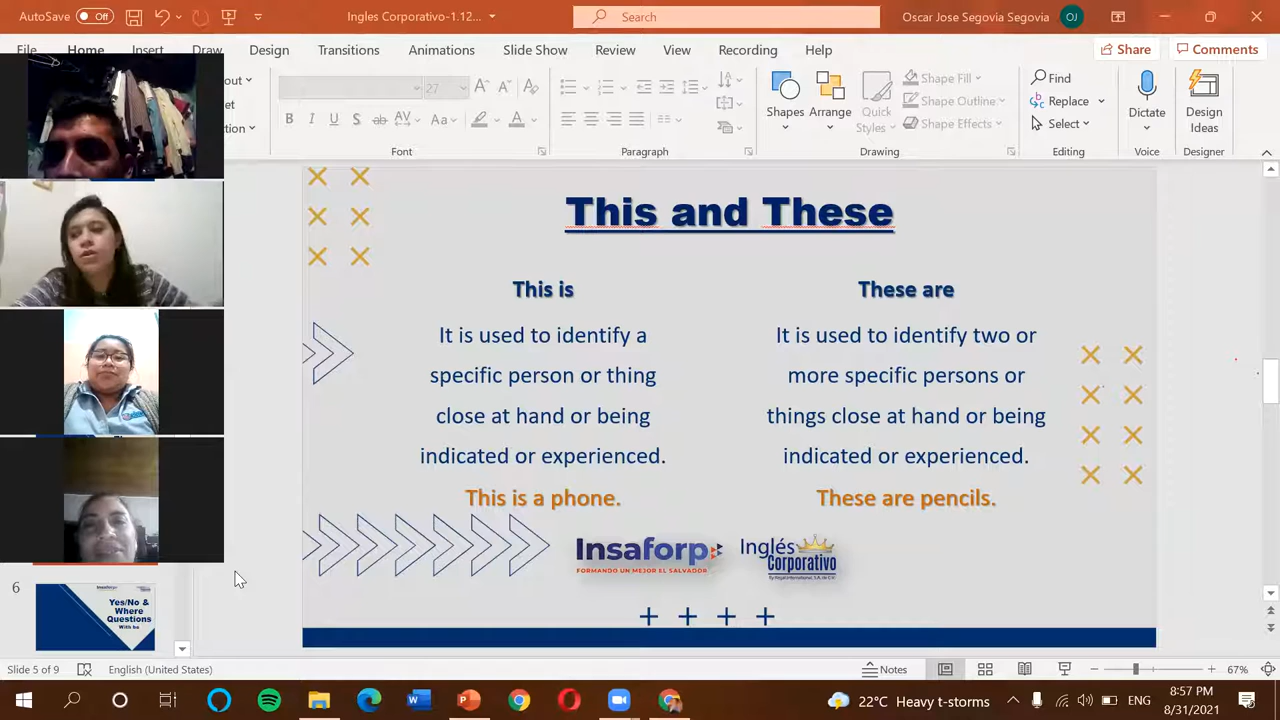 AutoSave Off Ingles Corporativo-1.12... Search Oscar Jose Segovia Segovia OJ
File Home Insert Draw Design Transitions Animations Slide Show Review View Recording Help Share Comments
Shape Fill Find
Shapes Arrange Quick Styles Shape Outline Replace Dictate Design Ideas
Shape Effects Select
Font Paragraph Drawing Editing Voice Designer
This and These
This is
It is used to identify a
specific person or thing
close at hand or being
indicated or experienced.
This is a phone.
These are
It is used to identify two or
more specific persons or
things close at hand or being
indicated or experienced.
These are pencils.
Insaforp
FORMANDO UN MEJOR EL SALVADOR
Inglés
Corporativo
6
Yes/No &
Where
Questions
With be
Slide 5 of 9 English (United States) Notes 67%
22°C Heavy t-storms ENG 8:57 PM
8/31/2021